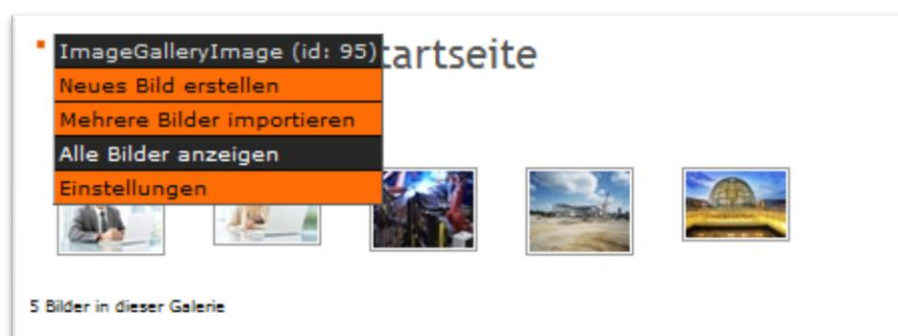 ImageGalleryImage (id: 95)
tartseite
Neues Bild erstellen
Mehrere Bilder importieren
Alle Bilder anzeigen
Einstellungen
5 Bilder in dieser Galerie